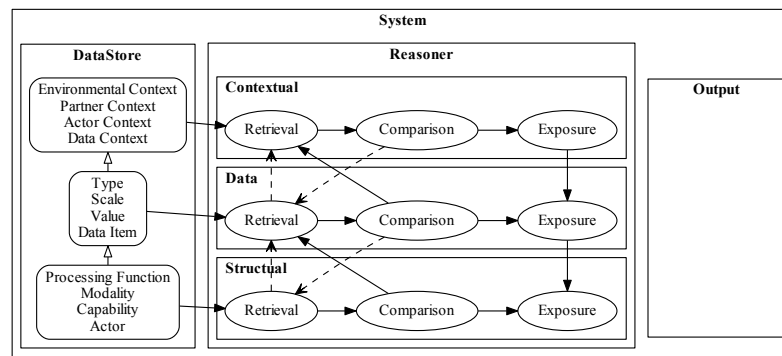 System
DataStore
Environmental Context
Partner Context
Actor Context
Data Context
Type
Scale
Value
Data Item
Processing Function
Modality
Capability
Actor
Reasoner
Contextual
Retrieval
Comparison
Exposure
Data
Retrieval
Comparison
Exposure
Structual
Retrieval
Comparison
Exposure
Output